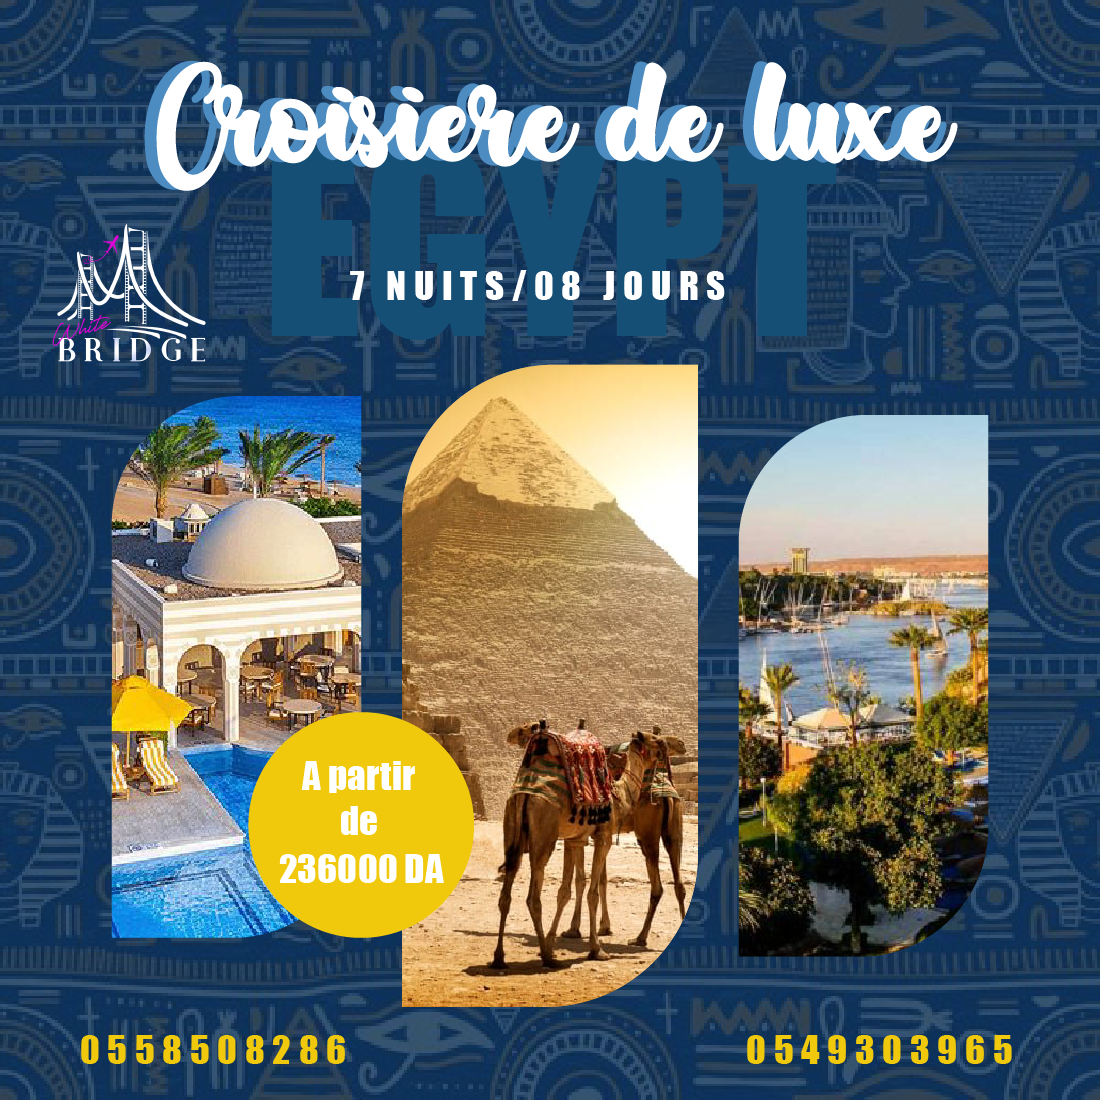 Croisiere de luxe
EGYPT
7 NUITS/08 JOURS
White
BRIDGE
A partir
de
236000 DA
0558508286
0549303965